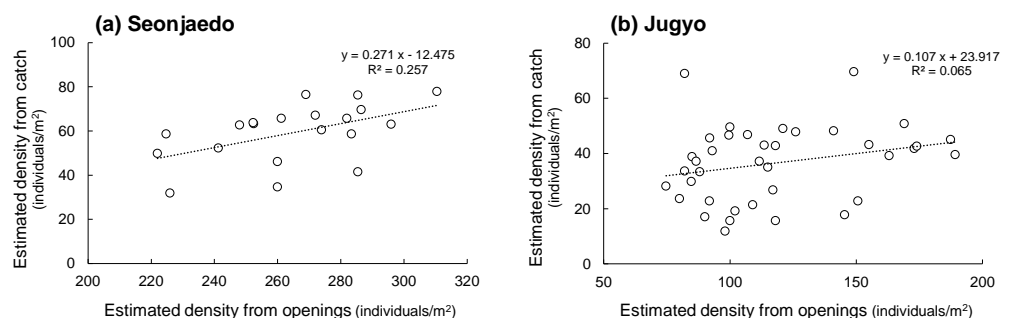 (a) Seonjaedo
y = 0.271 x - 12.475
R² = 0.257
Estimated density from catch
(individuals/m²)
100
80
60
40
20
0
200
220
240
260
280
300
320
Estimated density from openings (individuals/m²)
(b) Jugyo
y = 0.107 x + 23.917
R² = 0.065
Estimated density from catch
(individuals/m²)
80
60
40
20
0
50
100
150
200
Estimated density from openings (individuals/m²)